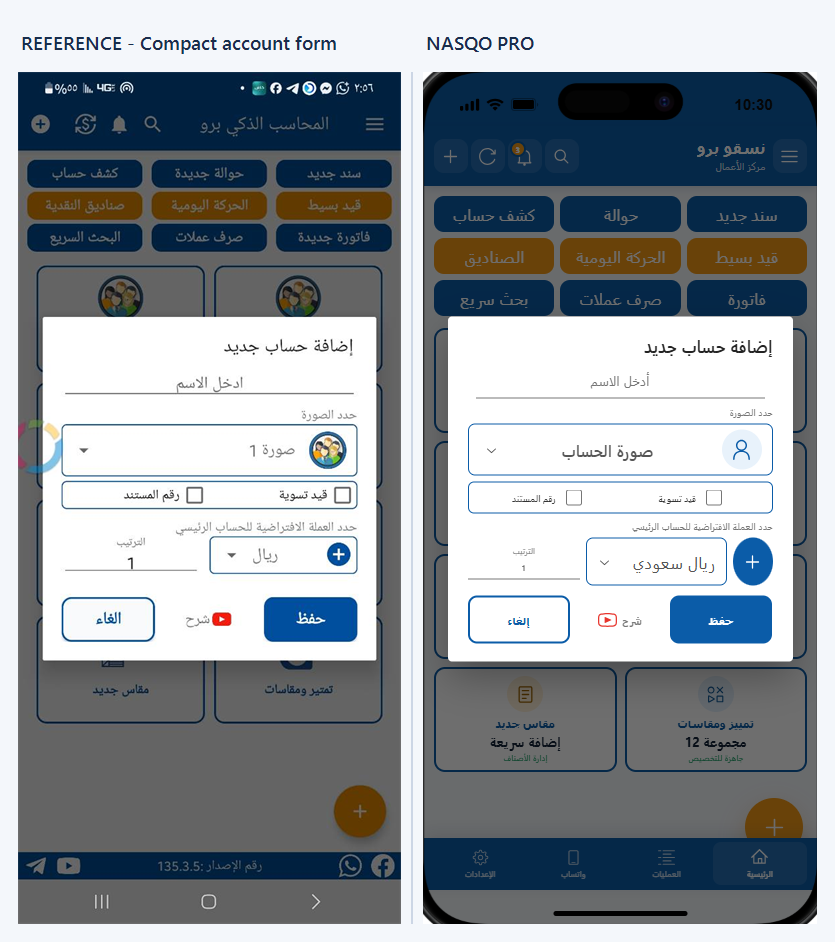 REFERENCE - Compact account form
٢:٥٦
%٥٥
4G
المحاسب الذكي برو
سند جديد
حوالة جديدة
كشف حساب
قيد بسيط
الحركة اليومية
صناديق النقدية
فاتورة جديدة
صرف عملات
البحث السريع
إضافة حساب جديد
ادخل الاسم
حدد الصورة
صورة 1
قيد تسوية
رقم المستند
حدد العملة الافتراضية للحساب الرئيسي
ريال
الترتيب
1
حفظ
شرح
الغاء
تمتير ومقاسات
مقاس جديد
رقم الإصدار :135.3.5
NASQO PRO
10:30
نسقو برو
مركز الأعمال
3
سند جديد
حوالة
كشف حساب
قيد بسيط
الحركة اليومية
الصناديق
فاتورة
صرف عملات
بحث سريع
إضافة حساب جديد
أدخل الاسم
حدد الصورة
صورة الحساب
قيد تسوية
رقم المستند
حدد العملة الافتراضية للحساب الرئيسي
ريال سعودي
الترتيب
1
حفظ
شرح
إلغاء
تمييز ومقاسات
مجموعة 12
جاهزة للتخصيص
مقاس جديد
إضافة سريعة
إدارة الأصناف
الرئيسية
العمليات
واتساب
الإعدادات